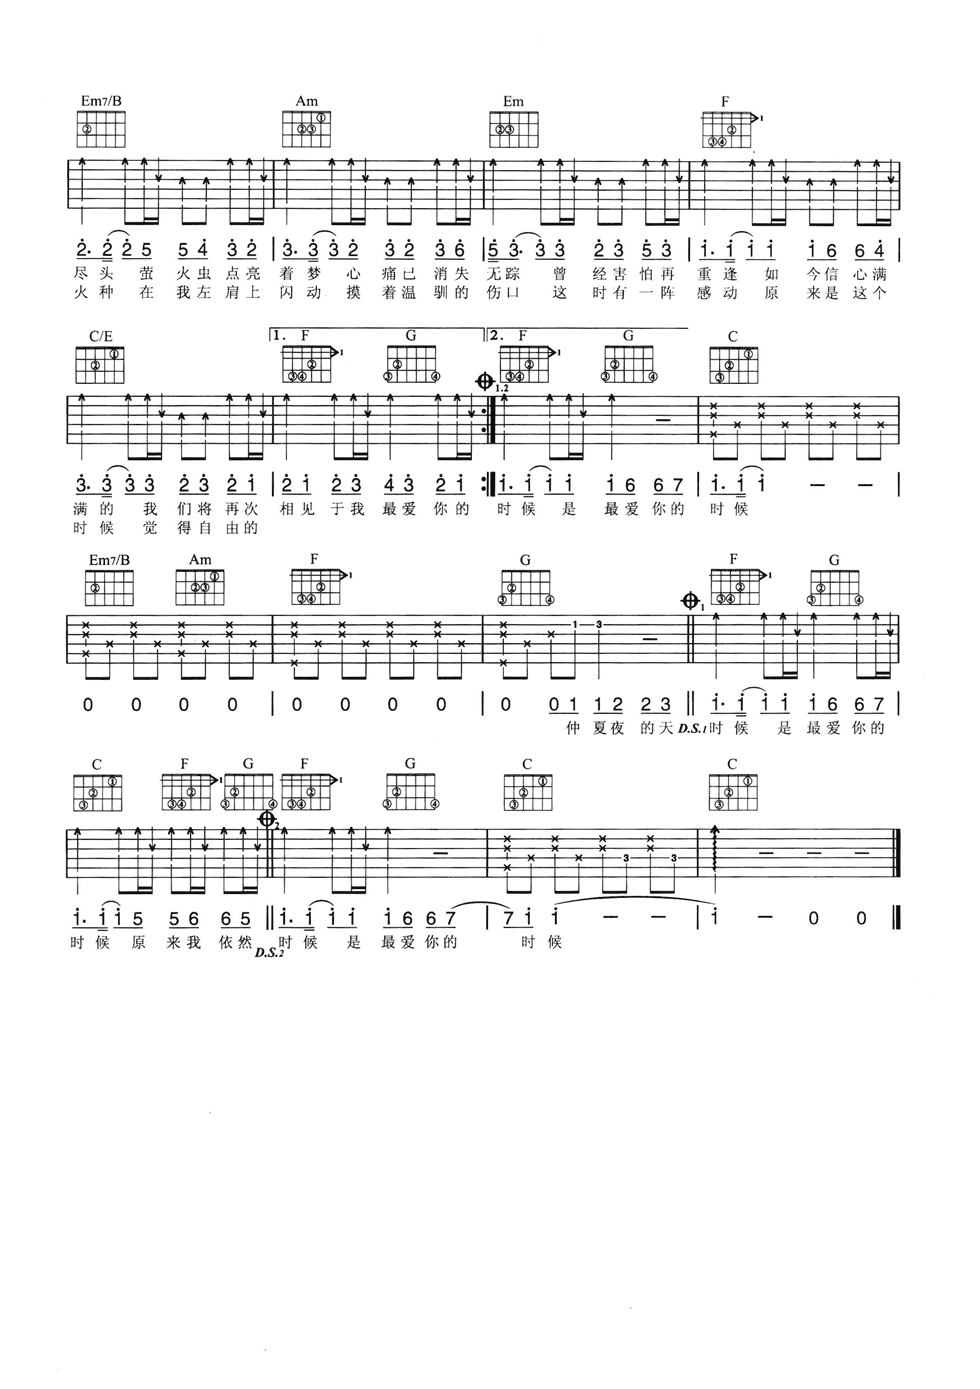 Em7/B Am Em F
2· 2 2 5 5 4 3 2 | 3· 3 3 2 3 2 3 6 | 5 3· 3 3 2 3 5 3 | i· i i i i 6 6 4 |
尽头 萤 火虫点亮 着梦 心 痛已 消失 无踪 曾 经害怕再 重逢 如 今信心满
火种 在 我左肩上 闪动 摸 着温 驯的 伤口 这 时有一阵 感动 原 来是这个
C/E 1. F G 2. F G C
1.2
3· 3 3 3 2 3 2 i | 2 i 2 3 4 3 2 i :| i· i i i i 6 6 7 | i· i i — — |
满的 我 们将再次 相见 于我 最爱 你的 时候 是 最爱你的 时候
时候 觉 得自由的
Em7/B Am F G F G
1 3 1
0 0 0 0 | 0 0 0 0 | 0 0 1 1 2 2 3 || i· i i i i 6 6 7
仲 夏夜 的天 D.S.1 时候 是 最爱你的
C F G F G C C
2 3 3
i· i i 5 5 6 6 5 || i· i i i i 6 6 7 | 7 i i — — | i — 0 0 |
时候 原 来我 依然 D.S.2 时候 是 最爱你的 时候